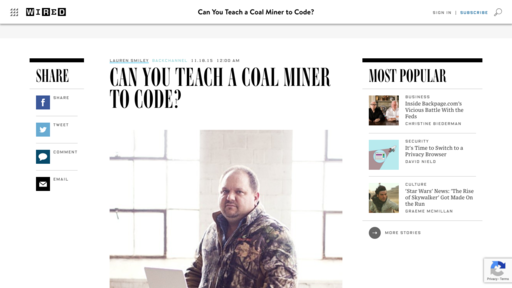 WIRED
Can You Teach a Coal Miner to Code?
SIGN IN | SUBSCRIBE
SHARE
SHARE
TWEET
COMMENT
EMAIL
LAUREN SMILEY BACKCHANNEL 11.18.15 12:00 AM
CAN YOU TEACH A COAL MINER
TO CODE?
MOST POPULAR
BUSINESS
Inside Backpage.com's
Vicious Battle With the
Feds
CHRISTINE BIEDERMAN
SECURITY
It's Time to Switch to a
Privacy Browser
DAVID NIELD
CULTURE
'Star Wars' News: 'The Rise
of Skywalker' Got Made On
the Run
GRAEME MCMILLAN
MORE STORIES
Privacy - Terms